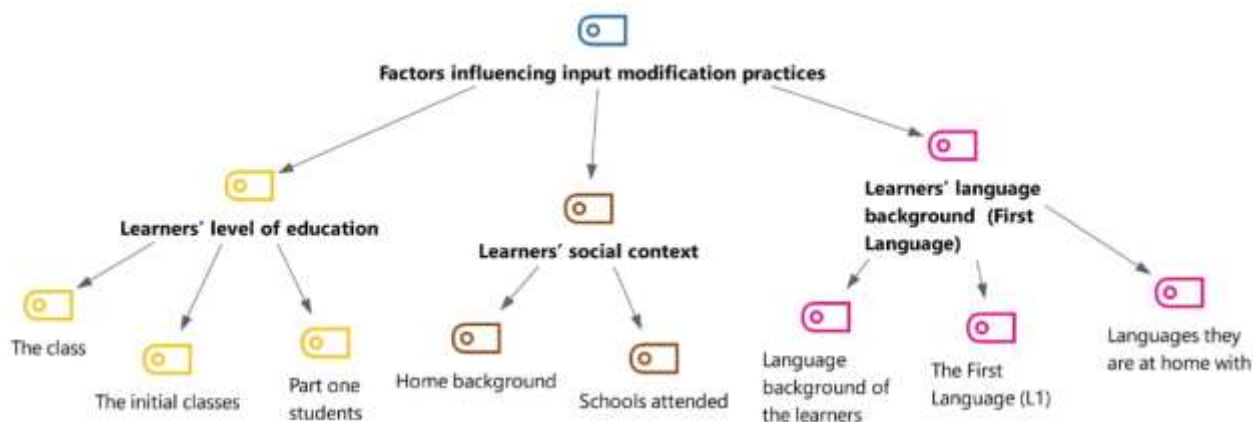 Factors influencing input modification practices
Learners' level of education
Learners' social context
Learners' language
background (First
Language)
The class
The initial classes
Part one
students
Home background
Schools attended
Language
background of
the learners
The First
Language (L1)
Languages they
are at home with